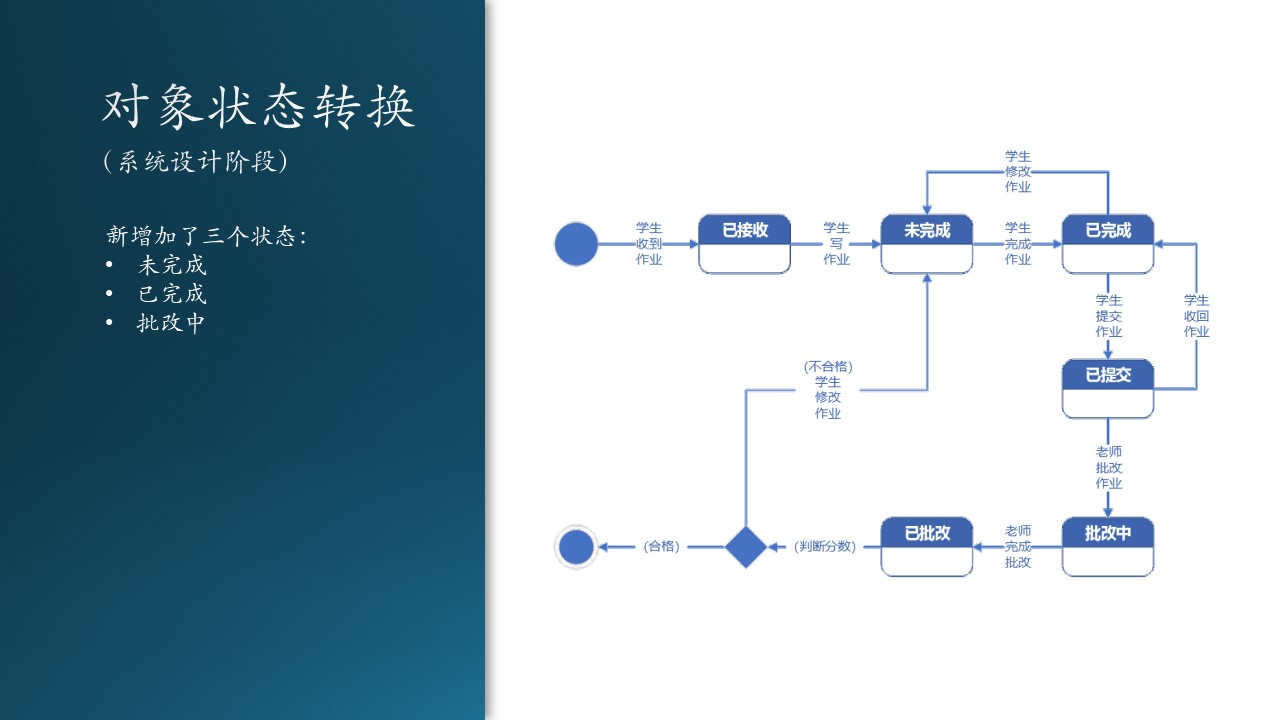 对象状态转换
(系统设计阶段)
新增加了三个状态:
• 未完成
• 已完成
• 批改中
学生
修改
作业
学生
收到
作业
已接收
学生
写
作业
未完成
学生
完成
作业
已完成
学生
提交
作业
学生
收回
作业
(不合格)
学生
修改
作业
已提交
老师
批改
作业
(合格)
(判断分数)
已批改
老师
完成
批改
批改中